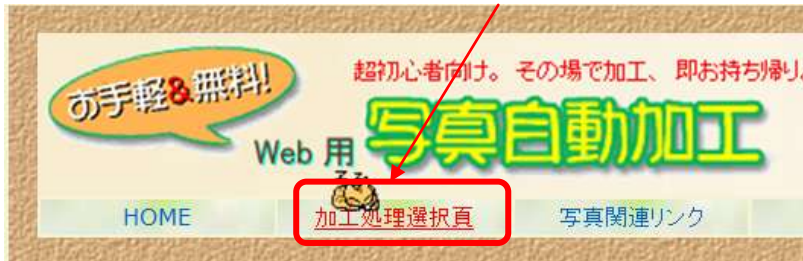 お手軽&無料!
超初心者向け。その場で加工、即お持ち帰り。
Web 用 写真自動加工
HOME 加工処理選択頁 写真関連リンク